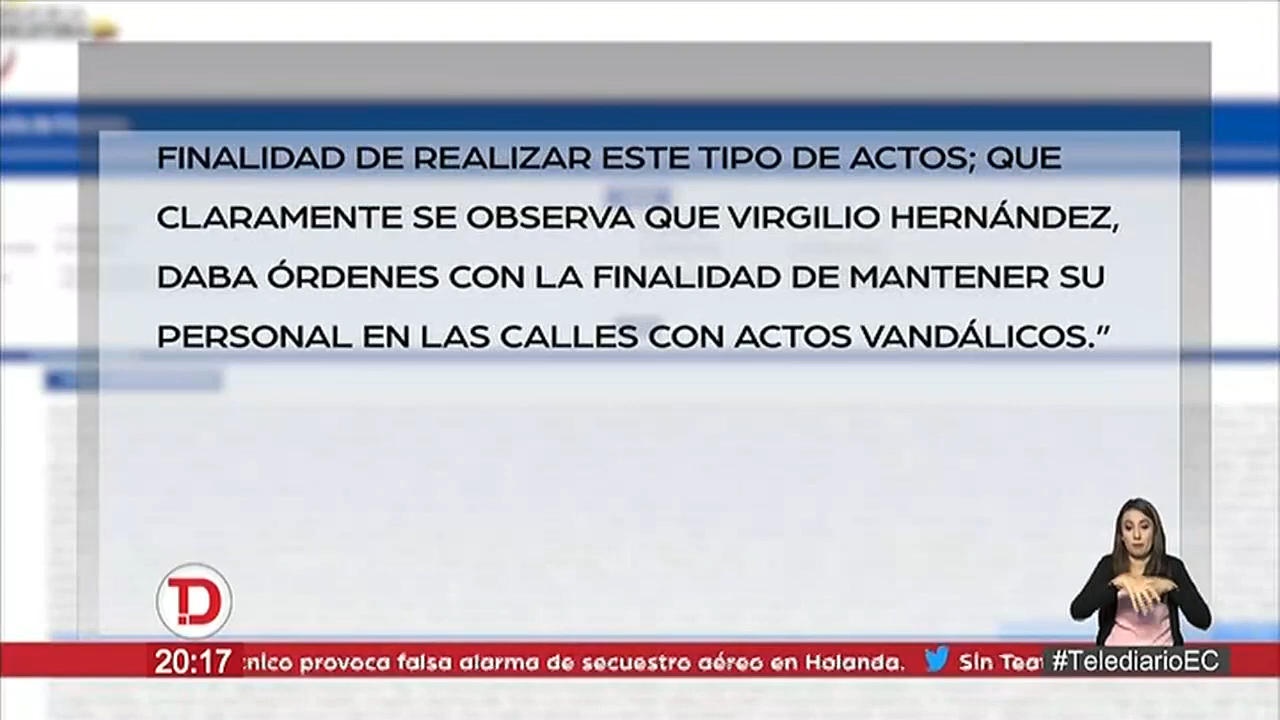 FINALIDAD DE REALIZAR ESTE TIPO DE ACTOS; QUE
CLARAMENTE SE OBSERVA QUE VIRGILIO HERNÁNDEZ,
DABA ÓRDENES CON LA FINALIDAD DE MANTENER SU
PERSONAL EN LAS CALLES CON ACTOS VANDÁLICOS.”
TD
20:17 cnico provoca falsa alarma de secuestro aéreo en Holanda. Sin Tea #TelediarioEC